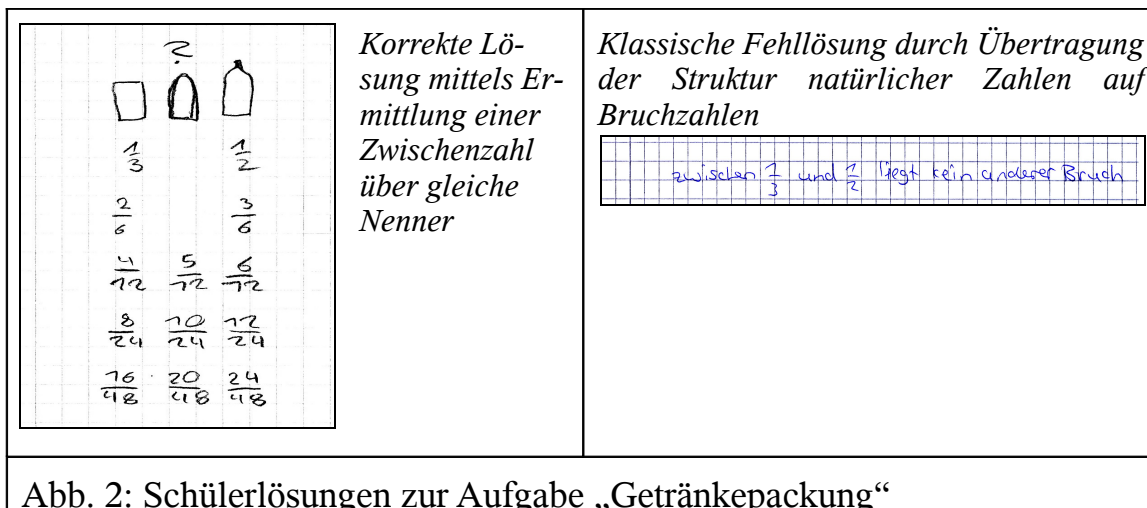 ?
1/3 1/2
2/6 3/6
4/12 5/12 6/12
8/24 10/24 12/24
16/48 20/48 24/48
Korrekte Lö-
sung mittels Er-
mittlung einer
Zwischenzahl
über gleiche
Nenner
Klassische Fehllösung durch Übertragung
der Struktur natürlicher Zahlen auf
Bruchzahlen
zwischen 1/3 und 1/2 liegt kein anderer Bruch
Abb. 2: Schülerlösungen zur Aufgabe „Getränkepackung“